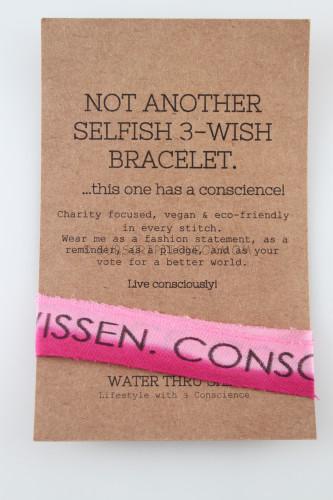 NOT ANOTHER
SELFISH 3-WISH
BRACELET.
...this one has a conscience!
Charity focused, vegan & eco-friendly
in every stitch.
Wear me as a fashion statement, as a
reminder, as a pledge, and as your
vote for a better world.
Live consciously!
ISSEN. CONSC
WATER THRU
Lifestyle with a Conscience